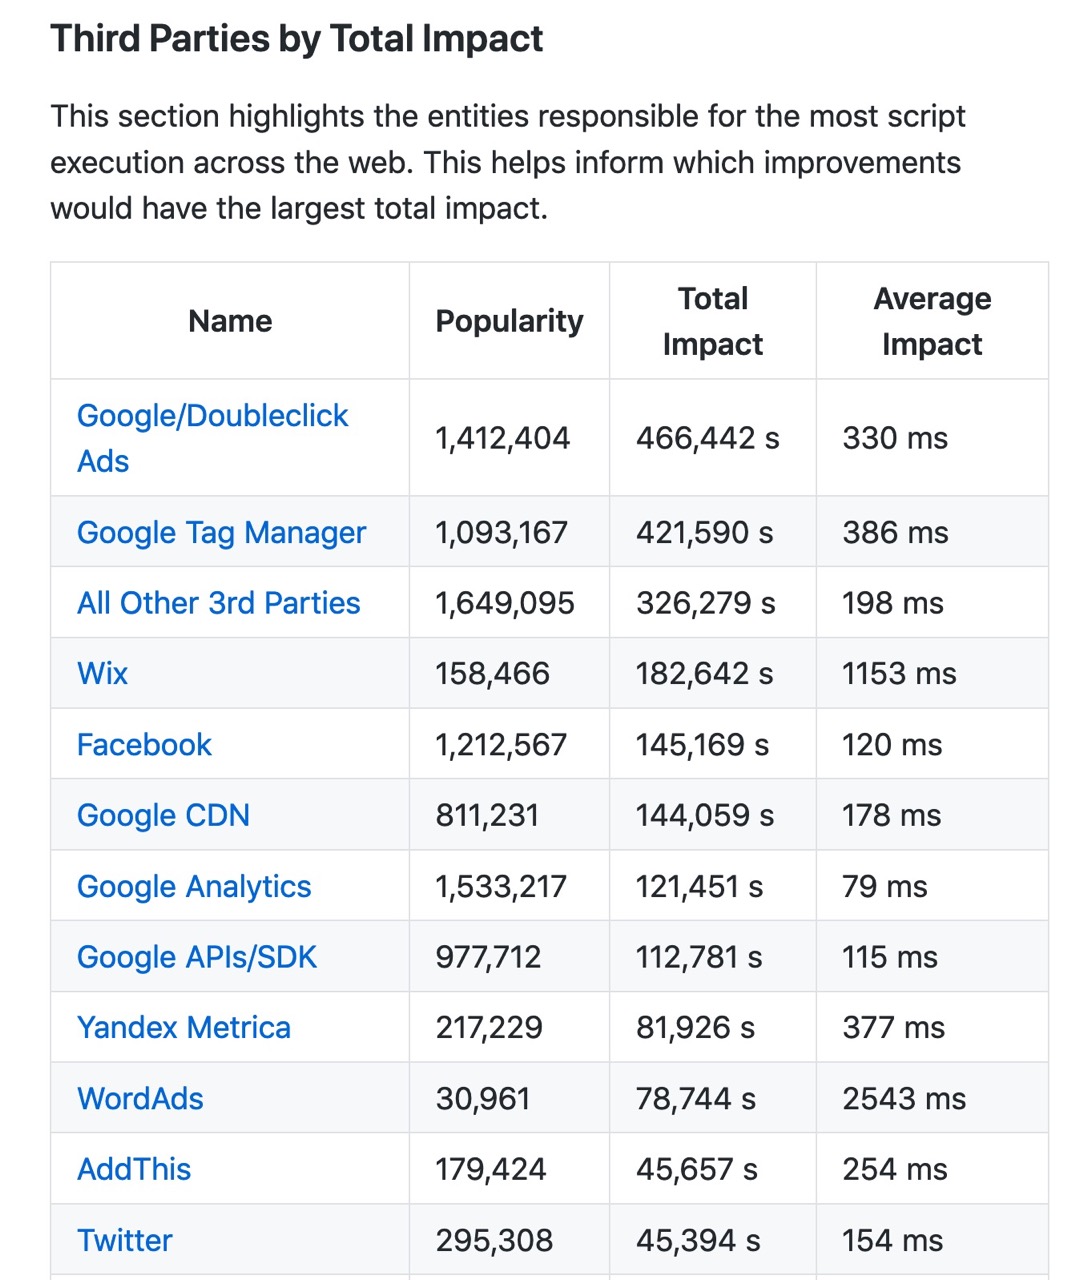 Third Parties by Total Impact
This section highlights the entities responsible for the most script
execution across the web. This helps inform which improvements
would have the largest total impact.
Name Popularity Total Impact Average Impact
Google/Doubleclick Ads 1,412,404 466,442 s 330 ms
Google Tag Manager 1,093,167 421,590 s 386 ms
All Other 3rd Parties 1,649,095 326,279 s 198 ms
Wix 158,466 182,642 s 1153 ms
Facebook 1,212,567 145,169 s 120 ms
Google CDN 811,231 144,059 s 178 ms
Google Analytics 1,533,217 121,451 s 79 ms
Google APIs/SDK 977,712 112,781 s 115 ms
Yandex Metrica 217,229 81,926 s 377 ms
WordAds 30,961 78,744 s 2543 ms
AddThis 179,424 45,657 s 254 ms
Twitter 295,308 45,394 s 154 ms